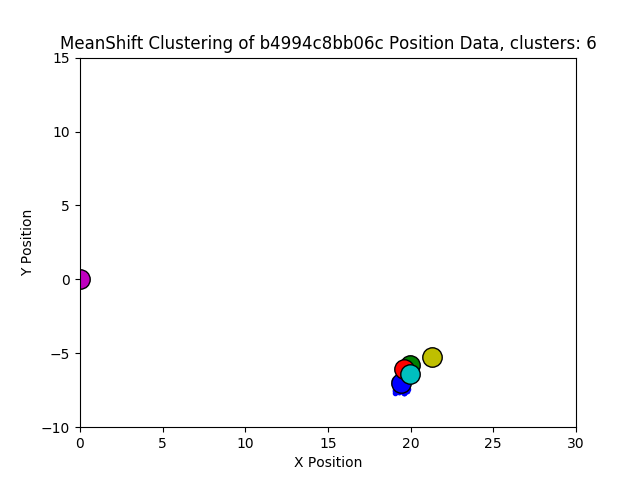 MeanShift Clustering of b4994c8bb06c Position Data, clusters: 6
15
10
5
0
−5
−10
Y Position
0 5 10 15 20 25 30
X Position